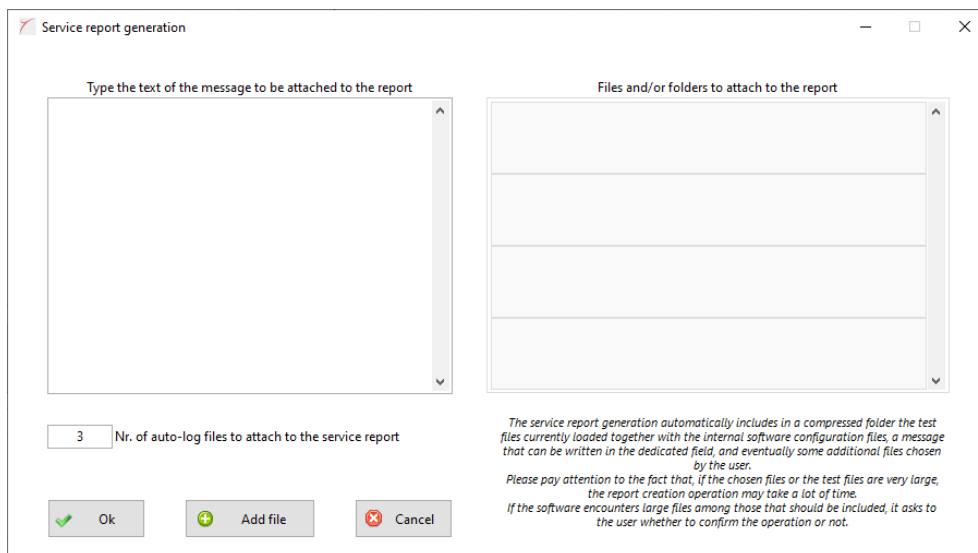 Service report generation
Type the text of the message to be attached to the report
Files and/or folders to attach to the report
3 Nr. of auto-log files to attach to the service report
The service report generation automatically includes in a compressed folder the test
files currently loaded together with the internal software configuration files, a message
that can be written in the dedicated field, and eventually some additional files chosen
by the user.
Please pay attention to the fact that, if the chosen files or the test files are very large,
the report creation operation may take a lot of time.
If the software encounters large files among those that should be included, it asks to
the user whether to confirm the operation or not.
Ok
Add file
Cancel